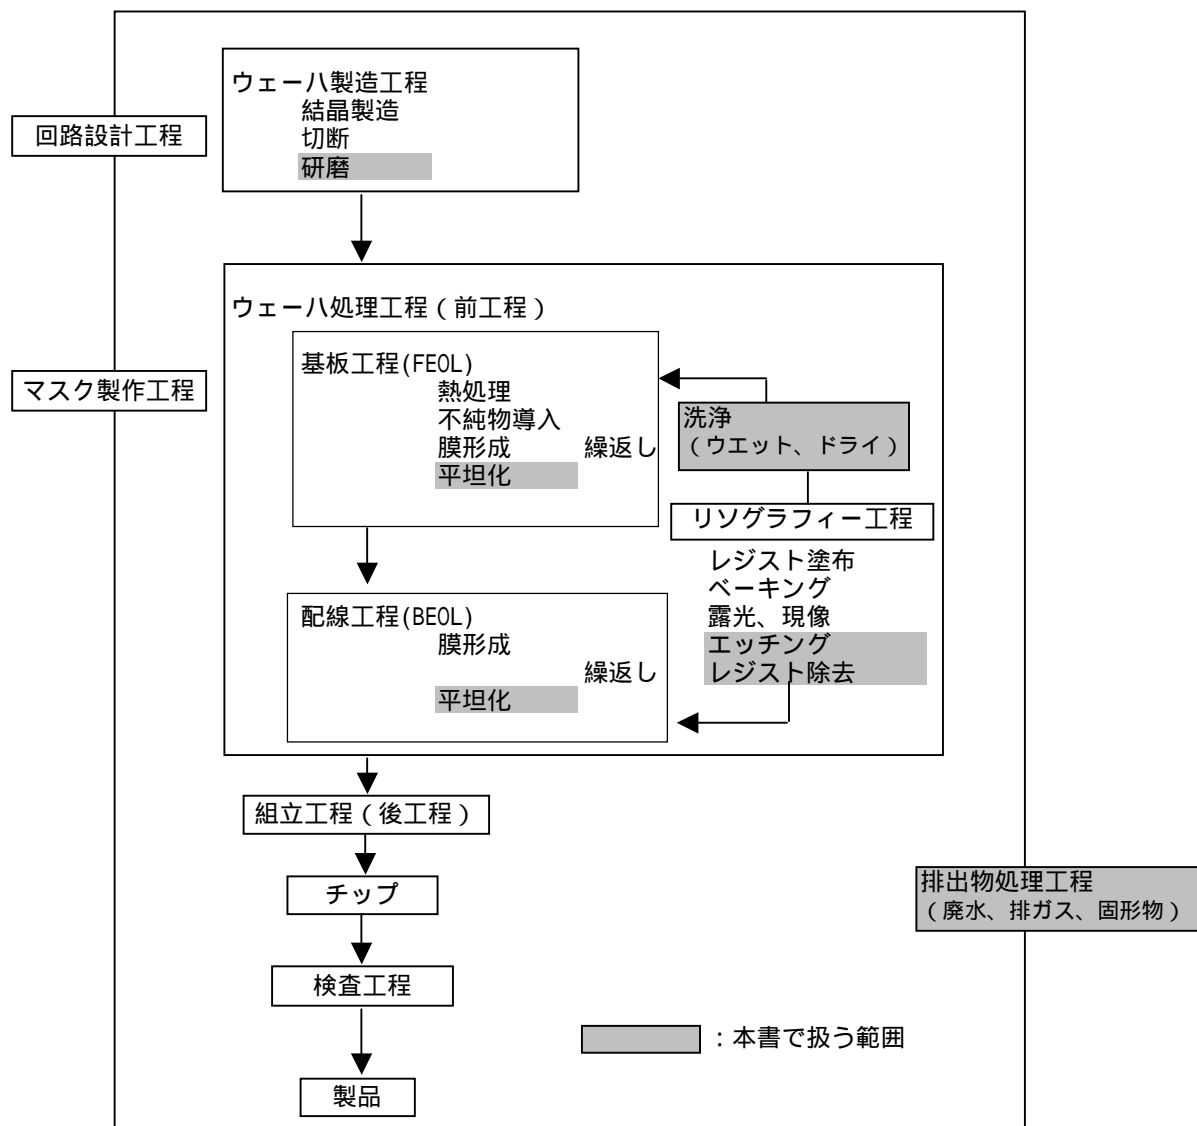 ウェーハ製造工程
結晶製造
切断
研磨
回路設計工程
ウェーハ処理工程（前工程）
基板工程(FEOL)
熱処理
不純物導入
膜形成 繰返し
平坦化
マスク製作工程
洗浄
（ウエット、ドライ）
リソグラフィー工程
レジスト塗布
ベーキング
露光、現像
エッチング
レジスト除去
配線工程(BEOL)
膜形成
繰返し
平坦化
組立工程（後工程）
チップ
排出物処理工程
（廃水、排ガス、固形物）
検査工程
：本書で扱う範囲
製品